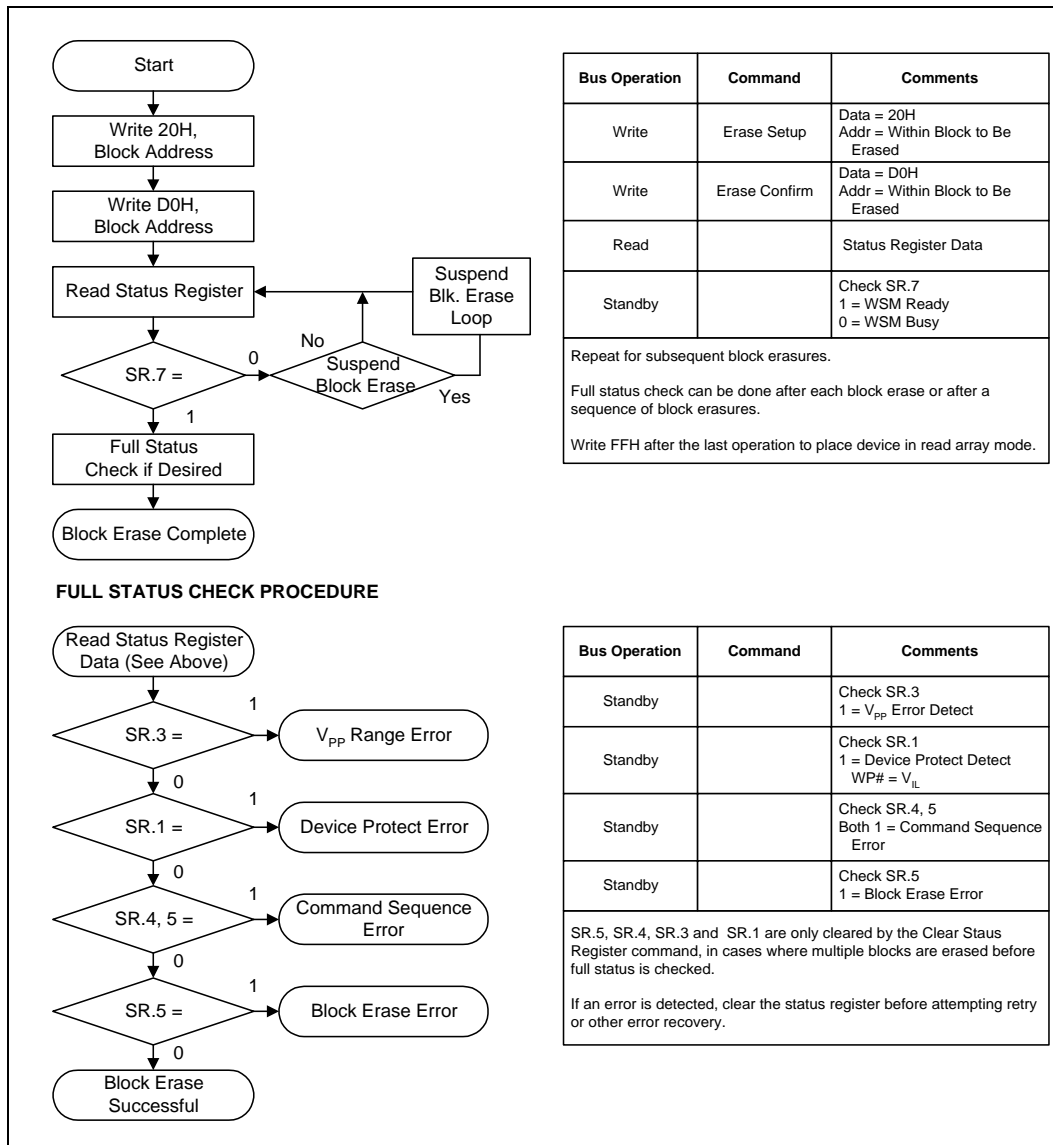 Start
Write 20H,
Block Address
Write D0H,
Block Address
Read Status Register
Suspend
Blk. Erase
Loop
No
SR.7 =
0
Suspend
Block Erase
Yes
1
Full Status
Check if Desired
Block Erase Complete
Bus Operation Command Comments
Write Erase Setup Data = 20H
Addr = Within Block to Be
Erased
Write Erase Confirm Data = D0H
Addr = Within Block to Be
Erased
Read Status Register Data
Standby Check SR.7
1 = WSM Ready
0 = WSM Busy
Repeat for subsequent block erasures.
Full status check can be done after each block erase or after a
sequence of block erasures.
Write FFH after the last operation to place device in read array mode.
FULL STATUS CHECK PROCEDURE
Read Status Register
Data (See Above)
SR.3 =
1
VPP Range Error
0
SR.1 =
1
Device Protect Error
0
SR.4, 5 =
1
Command Sequence
Error
0
SR.5 =
1
Block Erase Error
0
Block Erase
Successful
Bus Operation Command Comments
Standby Check SR.3
1 = VPP Error Detect
Standby Check SR.1
1 = Device Protect Detect
WP# = VIL
Standby Check SR.4, 5
Both 1 = Command Sequence
Error
Standby Check SR.5
1 = Block Erase Error
SR.5, SR.4, SR.3 and SR.1 are only cleared by the Clear Staus
Register command, in cases where multiple blocks are erased before
full status is checked.
If an error is detected, clear the status register before attempting retry
or other error recovery.